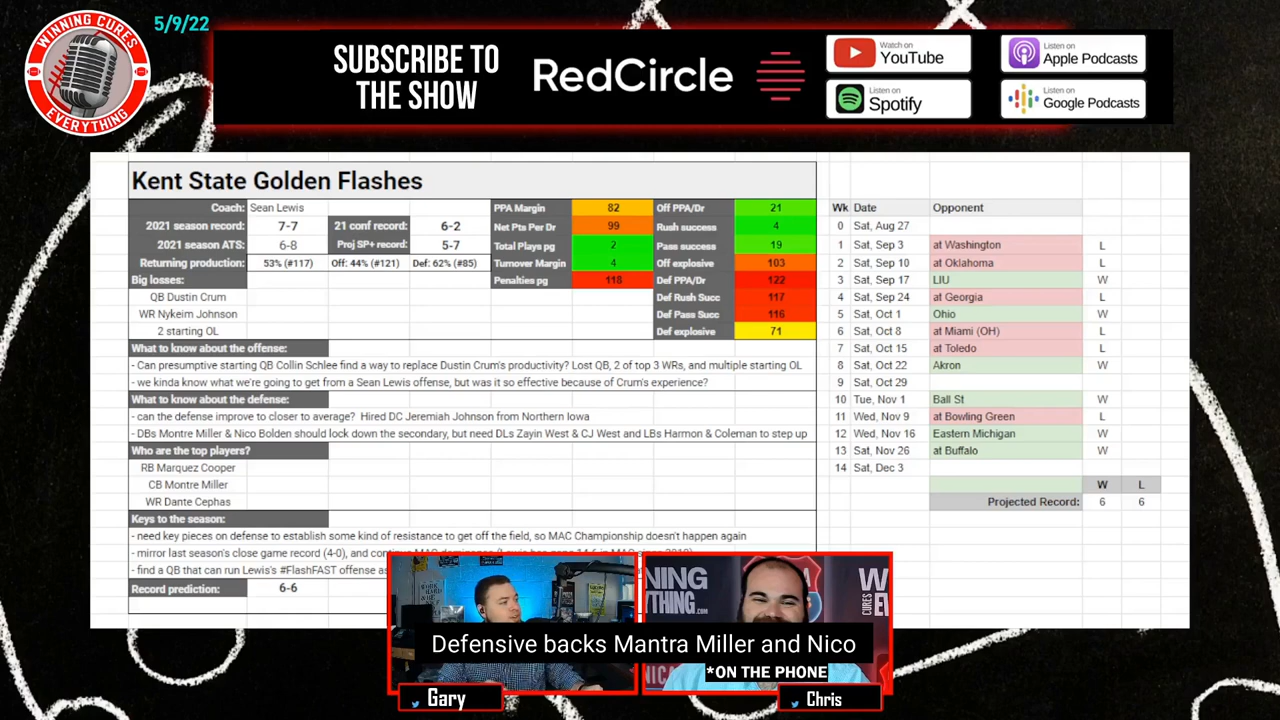 5/9/22
WINNING CURES
EVERYTHING
SUBSCRIBE TO
THE SHOW
RedCircle
Watch on
YouTube
Listen on
Spotify
Listen on
Apple Podcasts
Listen on
Google Podcasts
Kent State Golden Flashes
Coach: Sean Lewis PPA Margin 82 Off PPA/Dr 21
2021 season record: 7-7 21 conf record: 6-2 Net Pts Per Dr 99 Rush success 4
2021 season ATS: 6-8 Proj SP+ record: 5-7 Total Plays pg 2 Pass success 19
Returning production: 53% (#117) Off: 44% (#121) Def: 62% (#85) Turnover Margin 4 Off explosive 103
Big losses: Penalties pg 118 Def PPA/Dr 122
QB Dustin Crum Def Rush Succ 117
WR Nykeim Johnson Def Pass Succ 116
2 starting OL Def explosive 71
What to know about the offense:
- Can presumptive starting QB Collin Schlee find a way to replace Dustin Crum's productivity? Lost QB, 2 of top 3 WRs, and multiple starting OL
- we kinda know what we're going to get from a Sean Lewis offense, but was it so effective because of Crum's experience?
What to know about the defense:
- can the defense improve to closer to average? Hired DC Jeremiah Johnson from Northern Iowa
- DBs Montre Miller & Nico Bolden should lock down the secondary, but need DLs Zayin West & CJ West and LBs Harmon & Coleman to step up
Who are the top players?
RB Marquez Cooper
CB Montre Miller
WR Dante Cephas
Keys to the season:
- need key pieces on defense to establish some kind of resistance to get off the field, so MAC Championship doesn't happen again
- mirror last season's close game record (4-0), and
- find a QB that can run Lewis's #FlashFAST offense
Record prediction: 6-6
Wk Date Opponent
0 Sat, Aug 27
1 Sat, Sep 3 at Washington L
2 Sat, Sep 10 at Oklahoma L
3 Sat, Sep 17 LIU W
4 Sat, Sep 24 at Georgia L
5 Sat, Oct 1 Ohio W
6 Sat, Oct 8 at Miami (OH) L
7 Sat, Oct 15 at Toledo L
8 Sat, Oct 22 Akron W
9 Sat, Oct 29
10 Tue, Nov 1 Ball St W
11 Wed, Nov 9 at Bowling Green L
12 Wed, Nov 16 Eastern Michigan W
13 Sat, Nov 26 at Buffalo W
14 Sat, Dec 3
W L
Projected Record: 6 6
Defensive backs Mantra Miller and Nico
*ON THE PHONE
Gary
Chris